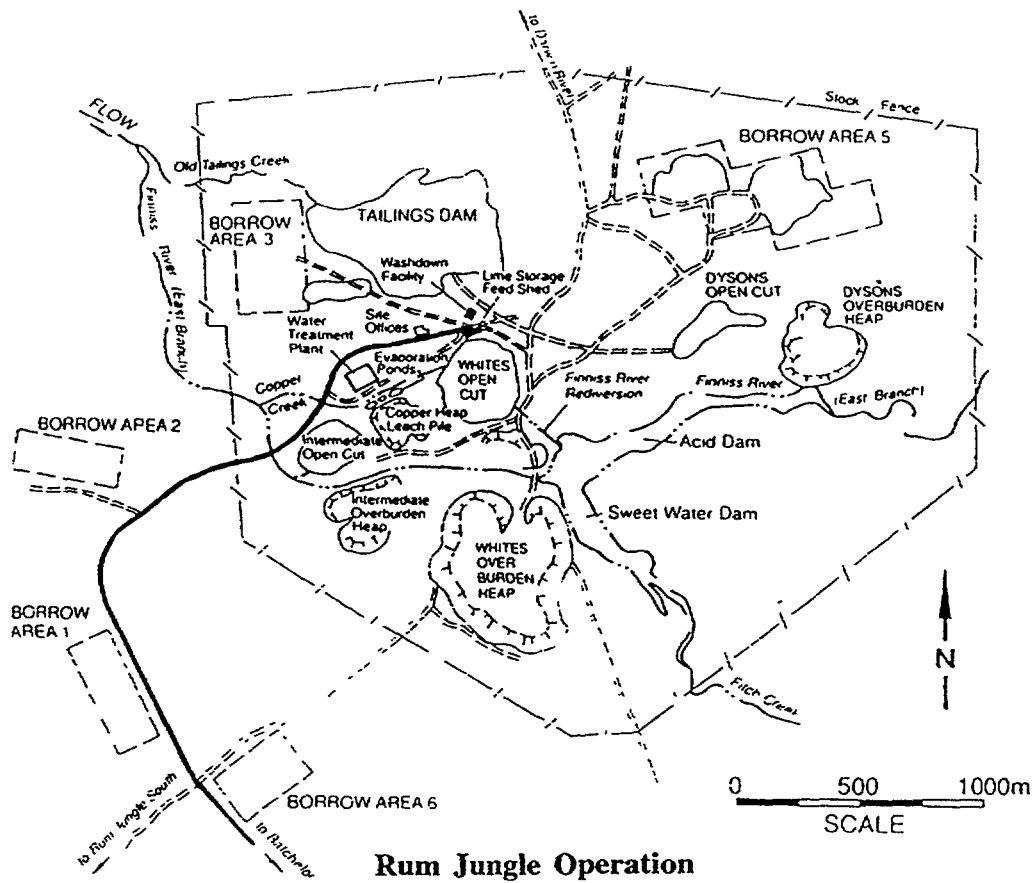 to Darwin River
FLOW
Stock Fence
BORROW AREA 5
Old Tailings Creek
Finniss River (East Branch)
TAILINGS DAM
BORROW
AREA 3
Washdown
Facility
Lime Storage
Feed Shed
DYSONS
OPEN CUT
DYSONS
OVERBURDEN
HEAP
Site
Offices
Water
Treatment
Plant
Evaporation
Ponds
WHITES
OPEN
CUT
Finniss River
Rediversion
Finniss River
(East Branch)
Copper
Creek
Copper Heap
Leach Pile
BORROW AREA 2
Intermediate
Open Cut
Acid Dam
Intermediate
Overburden
Heap
Sweet Water Dam
WHITES
OVER
BURDEN
HEAP
BORROW
AREA 1
N
Fitch Creek
to Rum Jungle South
BORROW AREA 6
to Batchelor
0 500 1000m
SCALE
Rum Jungle Operation